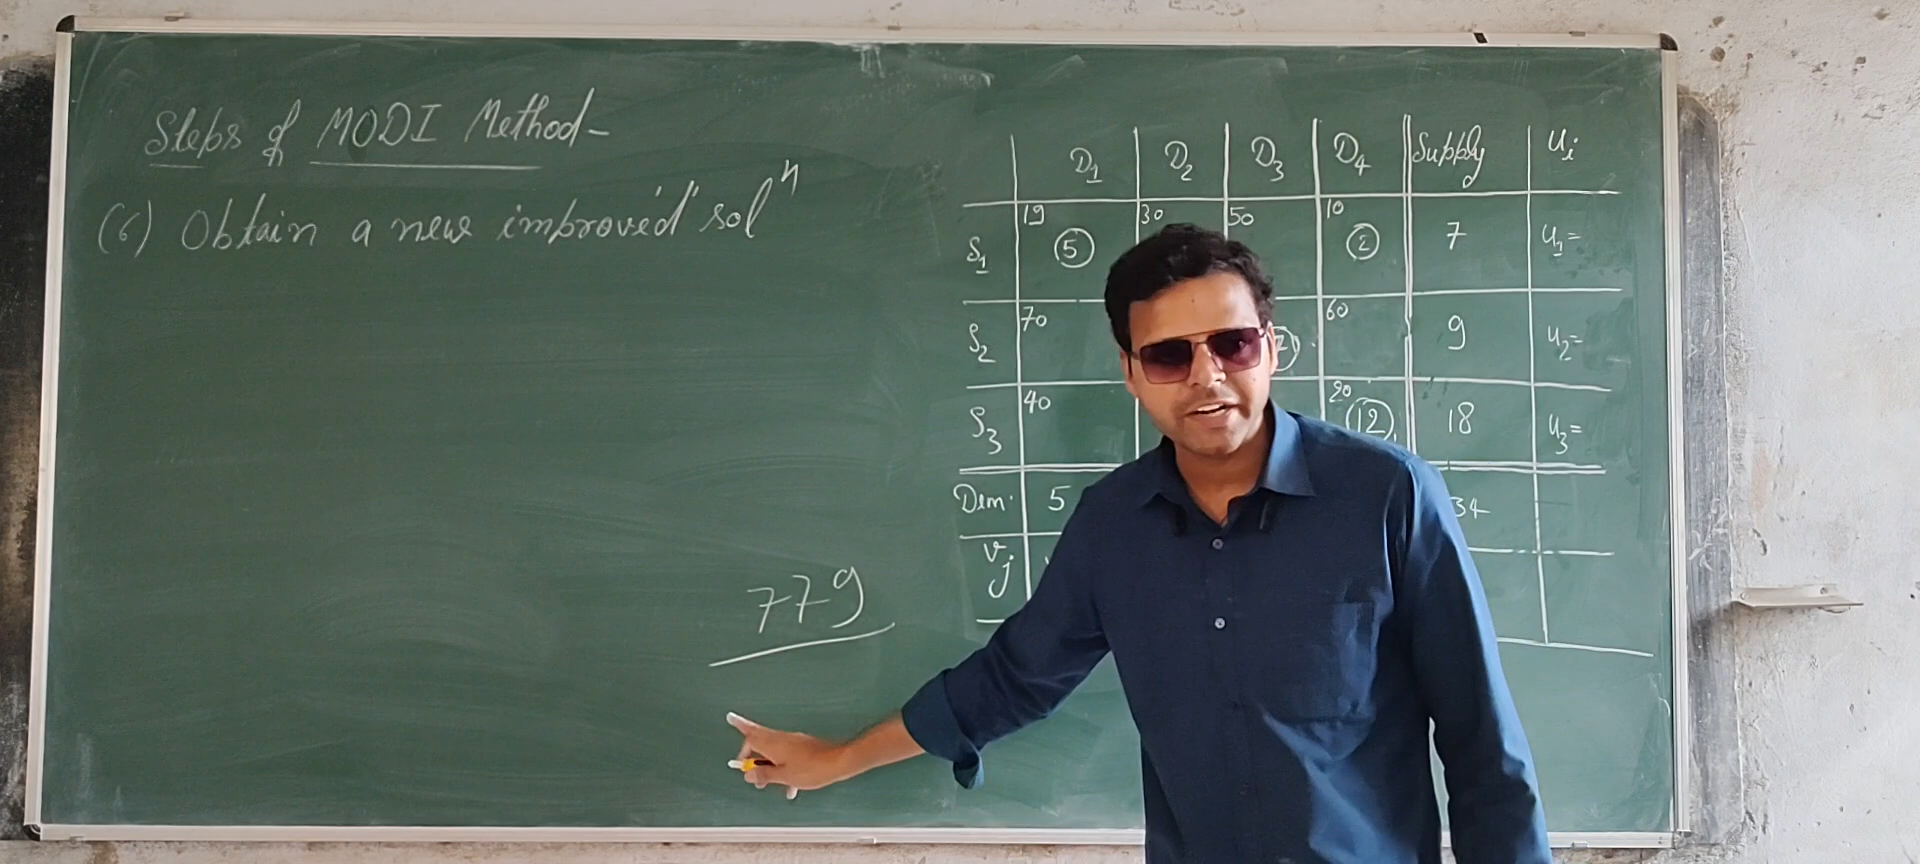 Steps of MODI Method-
(6) Obtain a new improved sol^n
779
D1 D2 D3 D4 Supply ui
S1 19 5 30 50 10 2 7 u1=
S2 70 2 60 9 u2=
S3 40 20 12 18 u3=
Dem. 5 34
vj